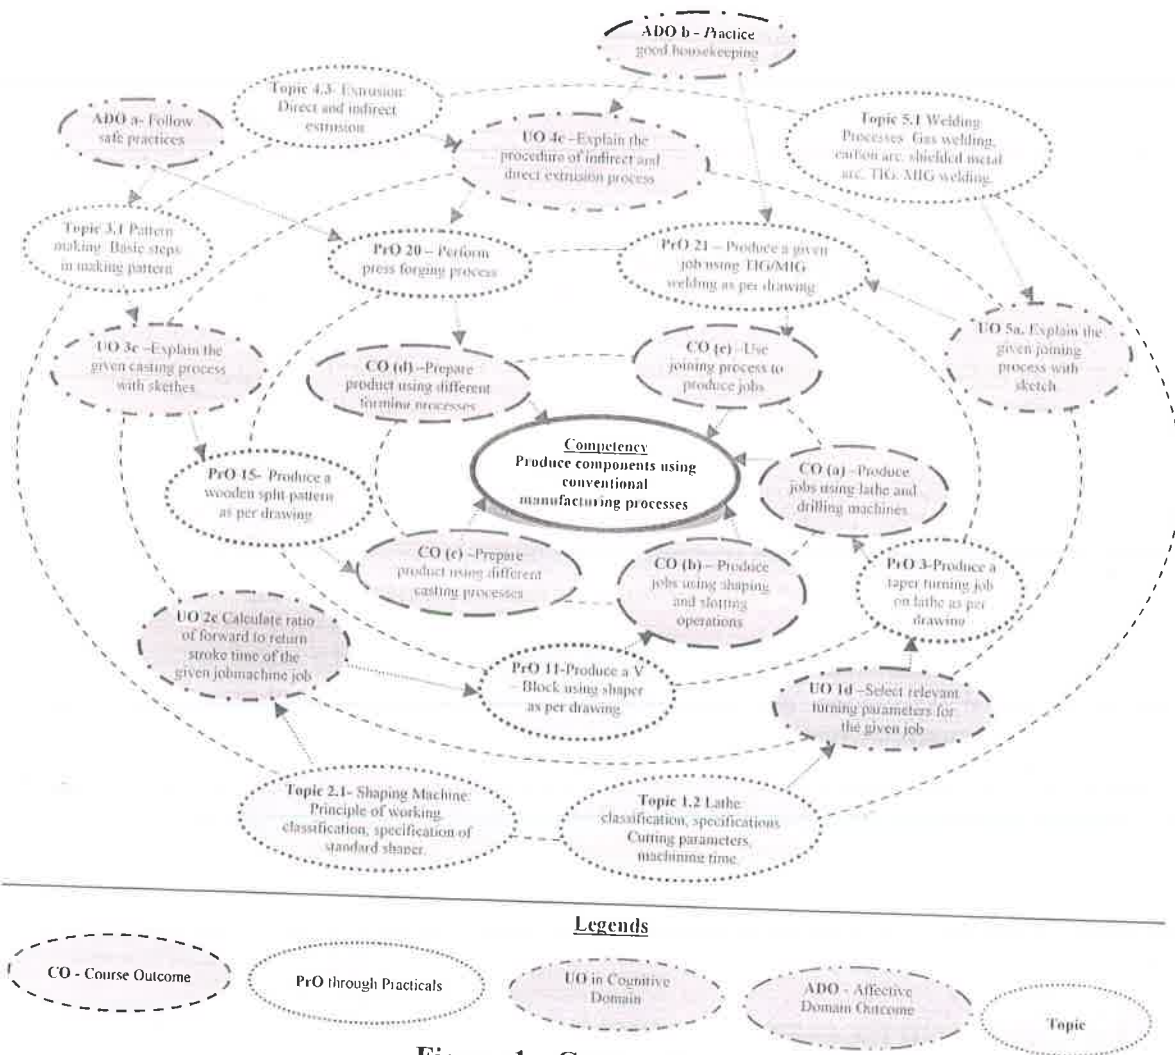 ADO b - Practice
good housekeeping
Topic 4.3- Extrusion:
Direct and indirect
extrusion
ADO a- Follow
safe practices
UO 4c -Explain the
procedure of indirect and
direct extrusion process
Topic 5.1 Welding
Processes Gas welding,
carbon arc, shielded metal
arc, TIG, MIG welding.
Topic 3.1 Pattern
making. Basic steps
in making pattern
PrO 20 - Perform
press forging process
PrO 21 - Produce a given
job using TIG/MIG
welding as per drawing
UO 3c -Explain the
given casting process
with skethes
CO (d) -Prepare
product using different
forming processes
CO (e) -Use
joining process to
produce jobs
UO 5a. Explain the
given joining
process with
sketch
Competency
Produce components using
conventional
manufacturing processes
PrO 15- Produce a
wooden split pattern
as per drawing
CO (a) -Produce
jobs using lathe and
drilling machines
CO (c) -Prepare
product using different
casting processes
CO (b) - Produce
jobs using shaping
and slotting
operations
PrO 3-Produce a
taper turning job
on lathe as per
drawing
UO 2e Calculate ratio
of forward to return
stroke time of the
given jobmachine job
PrO 11-Produce a V
- Block using shaper
as per drawing
UO 1d -Select relevant
turning parameters for
the given job
Topic 2.1- Shaping Machine:
Principle of working,
classification, specification of
standard shaper.
Topic 1.2 Lathe
classification, specifications
Cutting parameters,
machining time.
Legends
CO - Course Outcome
PrO through Practicals
UO in Cognitive
Domain
ADO - Affective
Domain Outcome
Topic